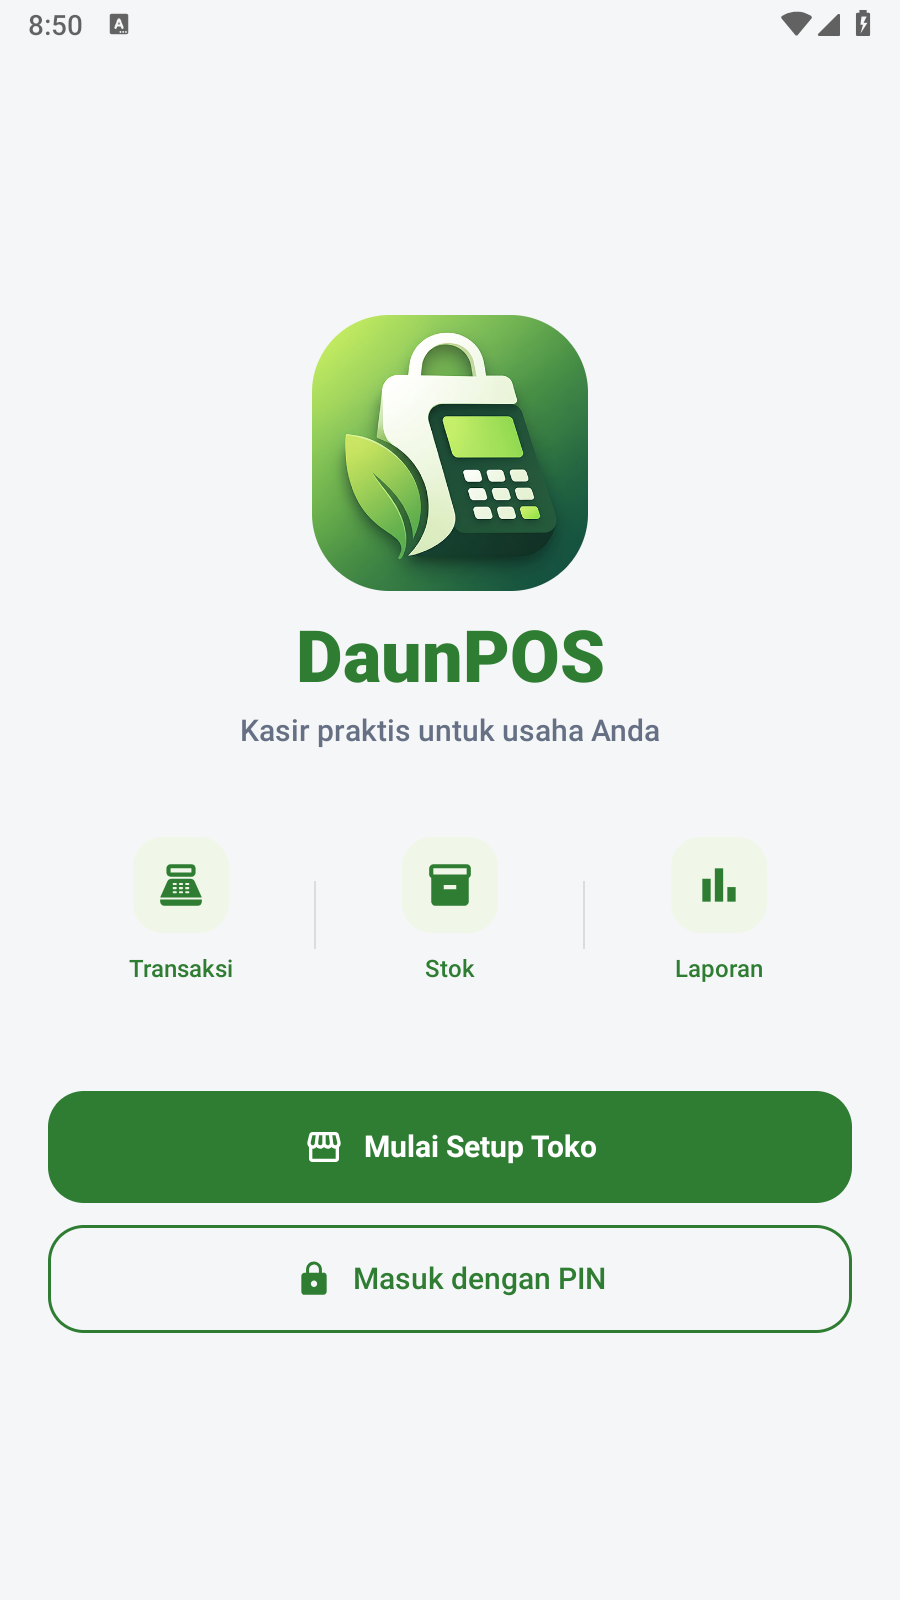 8:50
A
DaunPOS
Kasir praktis untuk usaha Anda
Transaksi
Stok
Laporan
Mulai Setup Toko
Masuk dengan PIN